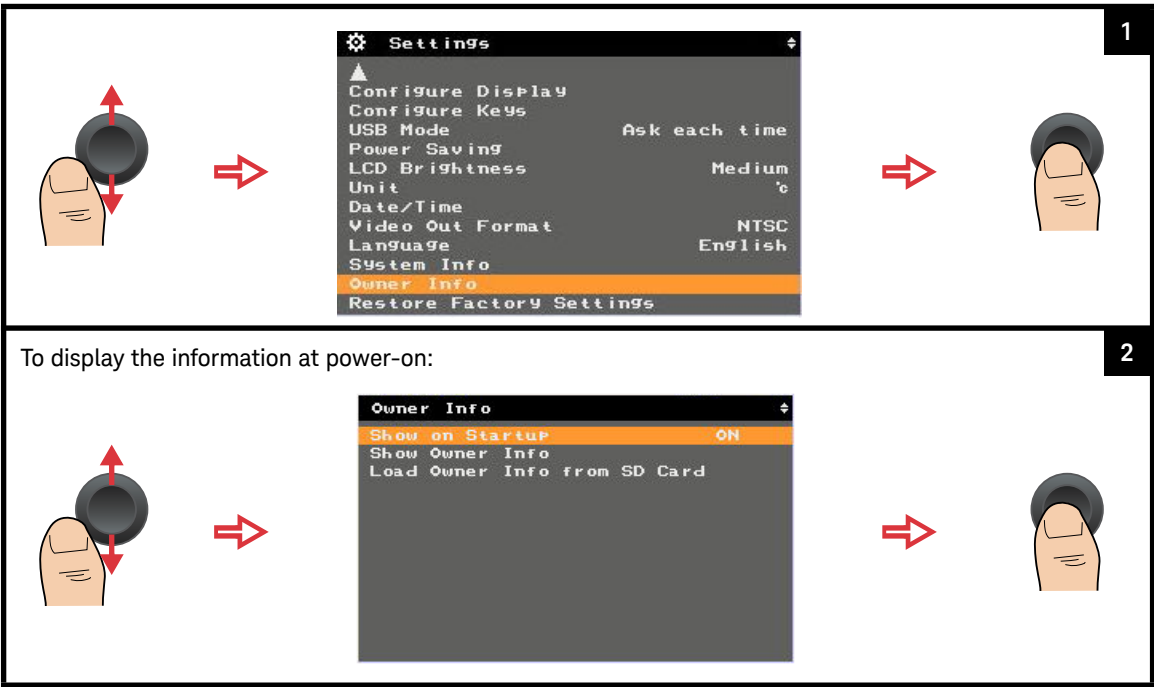 1
Settings
Configure Display
Configure Keys
USB Mode Ask each time
Power Saving
LCD Brightness Medium
Unit °c
Date/Time
Video Out Format NTSC
Language English
System Info
Owner Info
Restore Factory Settings
2
To display the information at power-on:
Owner Info
Show on Startup ON
Show Owner Info
Load Owner Info from SD Card